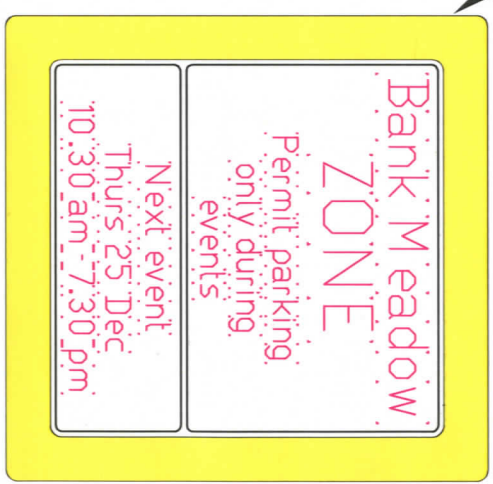 Bank Meadow
ZONE
Permit parking
only during
events
Next event
Thurs 25 Dec
10.30 am - 7.30 pm